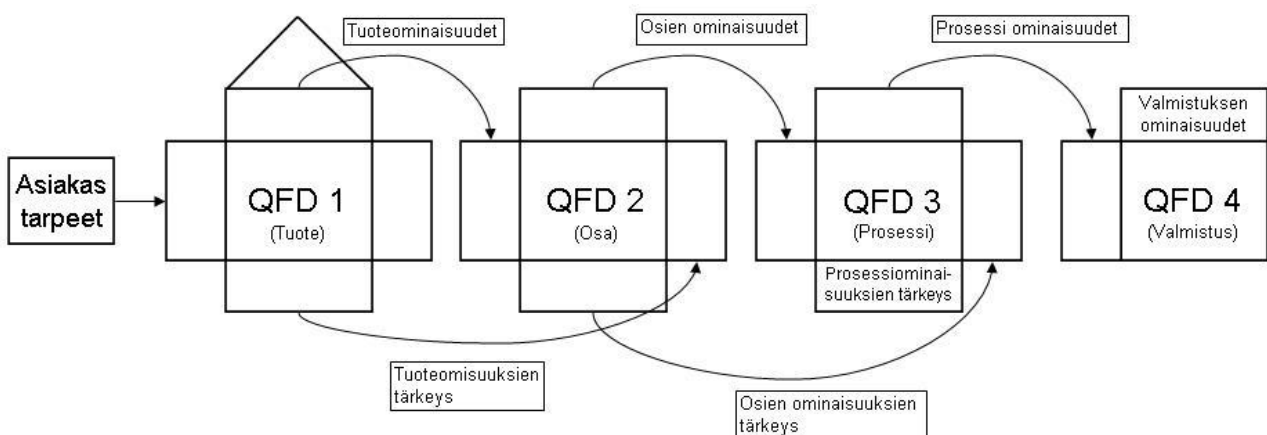 Tuoteominaisuudet
Osien ominaisuudet
Prosessi ominaisuudet
Valmistuksen
ominaisuudet
Asiakas
tarpeet
QFD 1
(Tuote)
QFD 2
(Osa)
QFD 3
(Prosessi)
QFD 4
(Valmistus)
Prosessiominai-
suuksien tärkeys
Tuoteomisuuksien
tärkeys
Osien ominaisuuksien
tärkeys